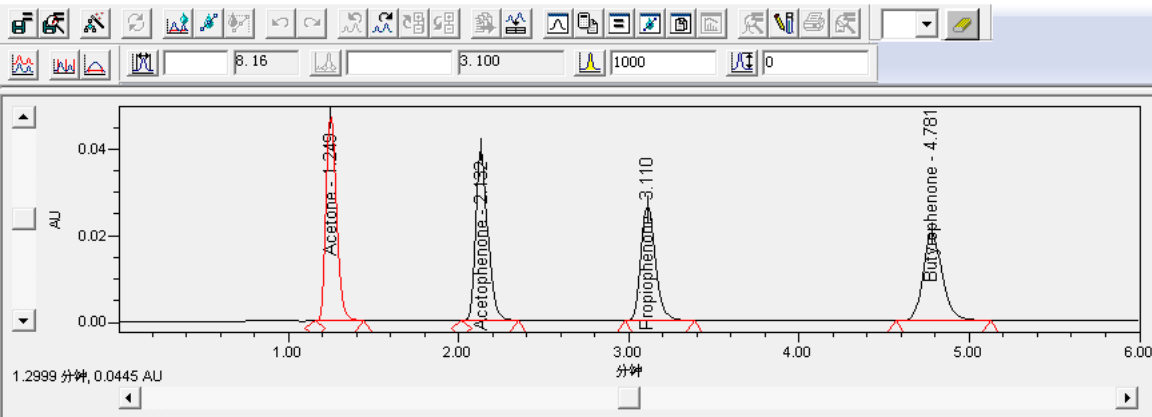 8.16
3.100
1000
0
Acetone - 1.249
Acetophenone - 2.132
Propiophenone - 3.110
Butyrophenone - 4.781
0.04
AU
0.02
0.00
1.00 2.00 3.00 4.00 5.00 6.00
分钟
1.2999 分钟, 0.0445 AU